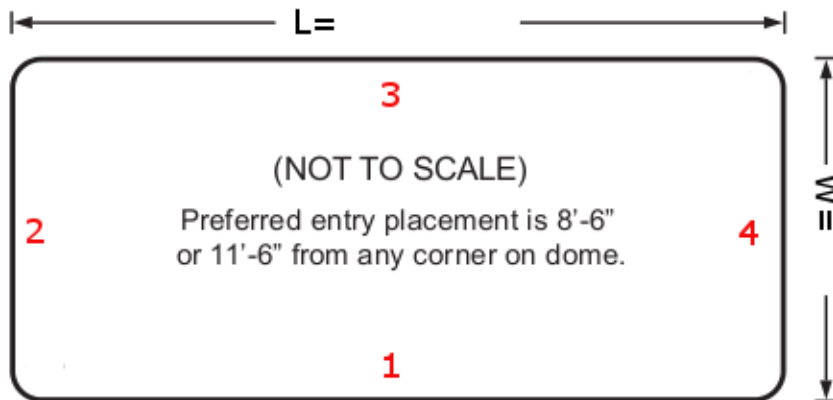 L=
3
(NOT TO SCALE)
Preferred entry placement is 8’-6”
or 11’-6” from any corner on dome.
2
4
W=
1